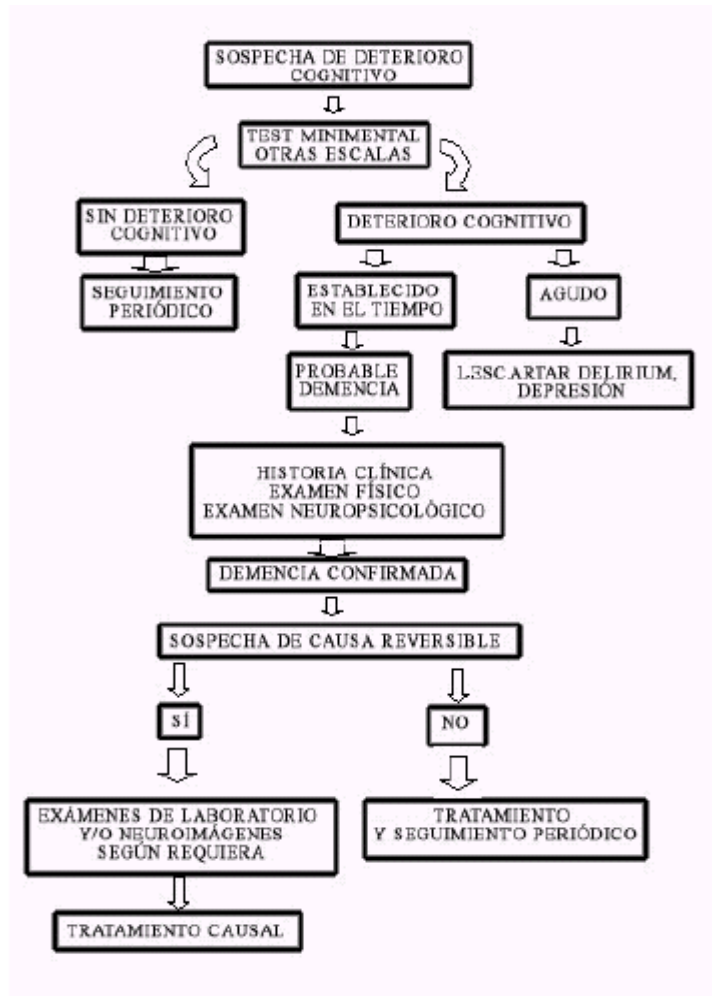 SOSPECHA DE DETERIORO
COGNITIVO
TEST MINIMENTAL
OTRAS ESCALAS
SIN DETERIORO
COGNITIVO
DETERIORO COGNITIVO
SEGUIMIENTO
PERIÓDICO
ESTABLECIDO
EN EL TIEMPO
AGUDO
PROBABLE
DEMENCIA
LESCARTAR DELIRIUM,
DEPRESIÓN
HISTORIA CLÍNICA
EXAMEN FÍSICO
EXAMEN NEUROPSICOLÓGICO
DEMENCIA CONFIRMADA
SOSPECHA DE CAUSA REVERSIBLE
SÍ
NO
EXÁMENES DE LABORATORIO
Y/O NEUROIMÁGENES
SEGÚN REQUIERA
TRATAMIENTO
Y SEGUIMIENTO PERIÓDICO
TRATAMIENTO CAUSAL